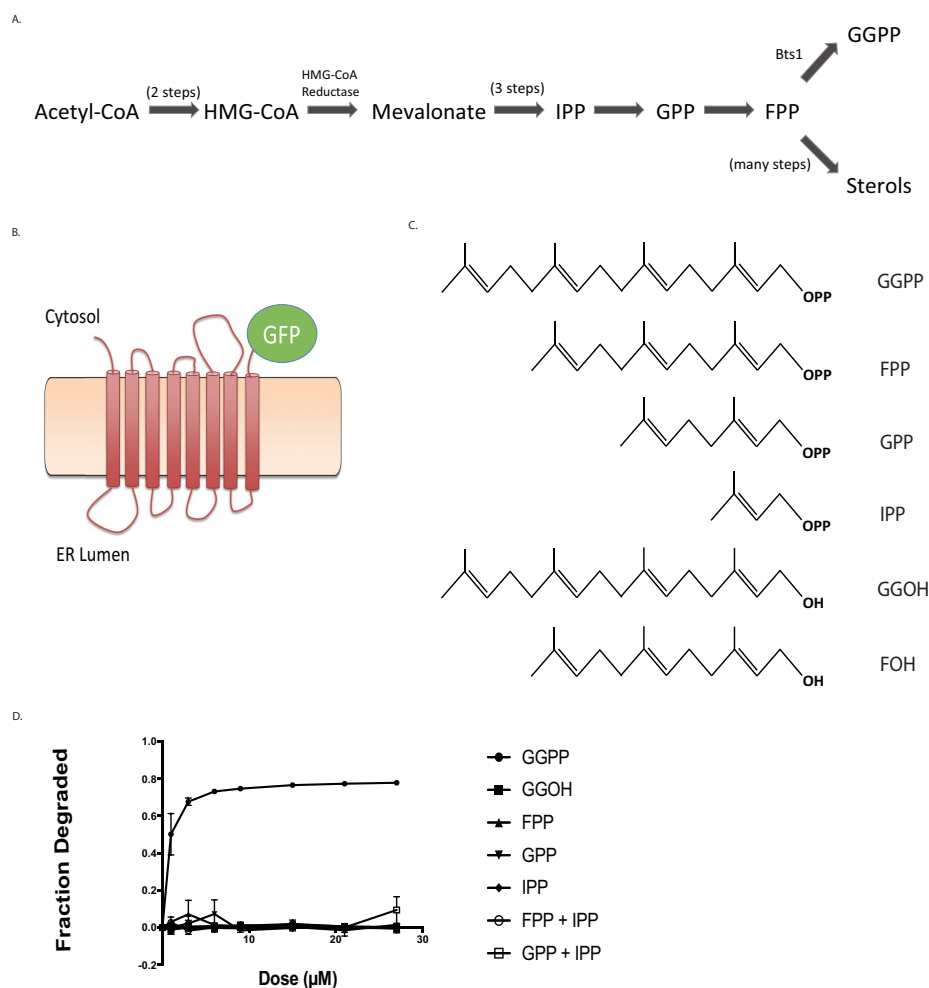 A.
Acetyl-CoA (2 steps) HMG-CoA HMG-CoA Reductase Mevalonate (3 steps) IPP GPP FPP
Bts1
GGPP
(many steps)
Sterols
B.
Cytosol
GFP
ER Lumen
C.
OPP GGPP
OPP FPP
OPP GPP
OPP IPP
OH GGOH
OH FOH
D.
Fraction Degraded
1.0
0.8
0.6
0.4
0.2
0.0
-0.2
10
20
30
Dose (µM)
GGPP
GGOH
FPP
GPP
IPP
FPP + IPP
GPP + IPP